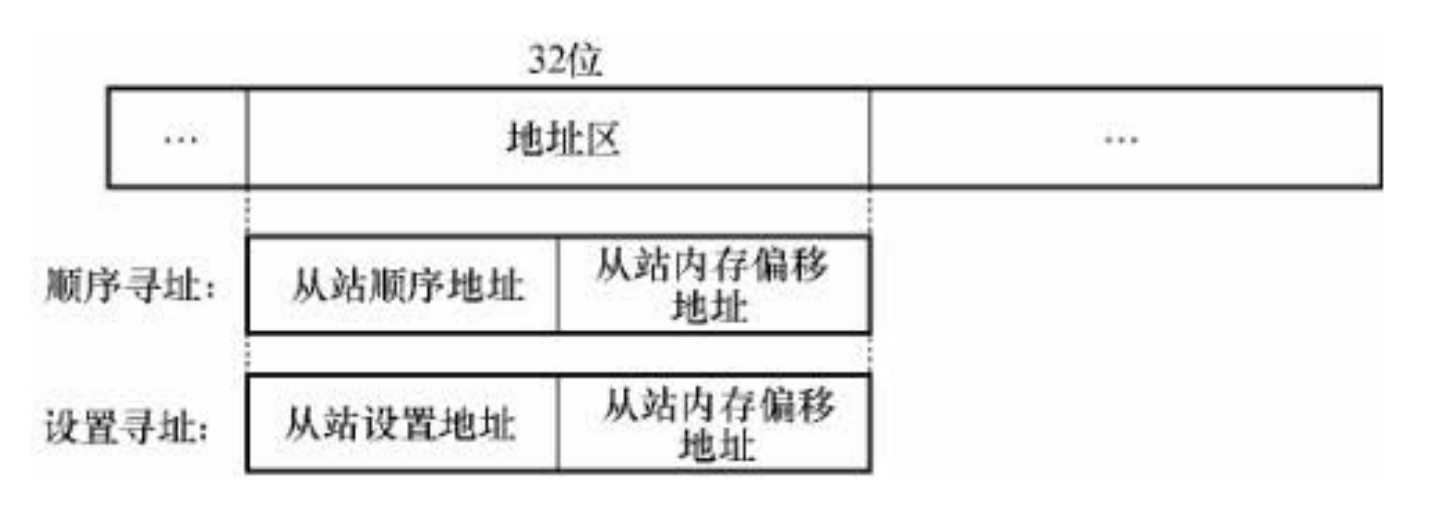 32位
… 地址区 …
顺序寻址: 从站顺序地址 从站内存偏移
地址
设置寻址: 从站设置地址 从站内存偏移
地址